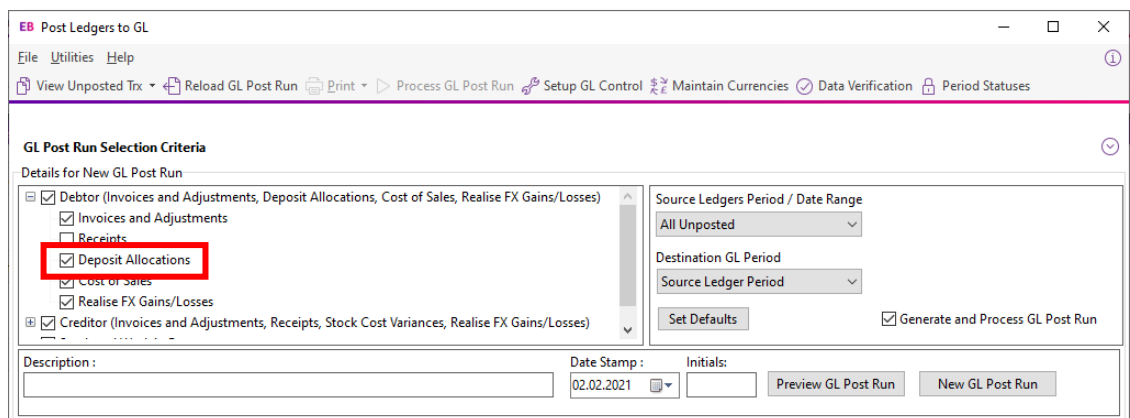 EB Post Ledgers to GL
File Utilities Help
View Unposted Trx Reload GL Post Run Print Process GL Post Run Setup GL Control Maintain Currencies Data Verification Period Statuses
GL Post Run Selection Criteria
Details for New GL Post Run
Debtor (Invoices and Adjustments, Deposit Allocations, Cost of Sales, Realise FX Gains/Losses)
Invoices and Adjustments
Receipts
Deposit Allocations
Cost of Sales
Realise FX Gains/Losses
Creditor (Invoices and Adjustments, Receipts, Stock Cost Variances, Realise FX Gains/Losses)
Source Ledgers Period / Date Range
All Unposted
Destination GL Period
Source Ledger Period
Set Defaults Generate and Process GL Post Run
Description : Date Stamp : Initials:
02.02.2021 Preview GL Post Run New GL Post Run